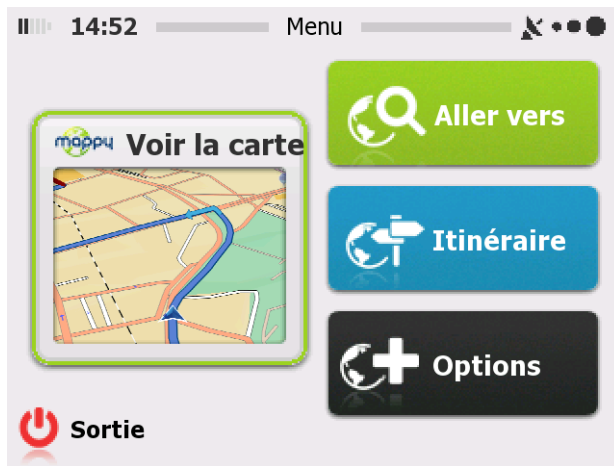 14:52 Menu
Aller vers
mappy Voir la carte
Itinéraire
Options
Sortie